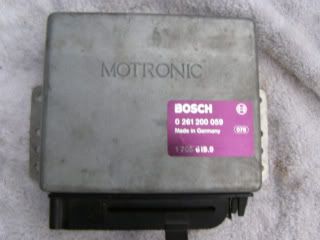 MOTRONIC
BOSCH
0 261 200 059
Made in Germany